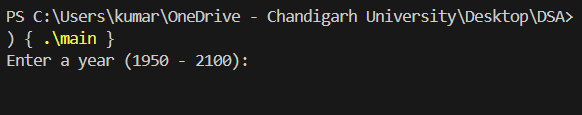 PS C:\Users\kumar\OneDrive - Chandigarh University\Desktop\DSA>
) { .\main }
Enter a year (1950 - 2100):